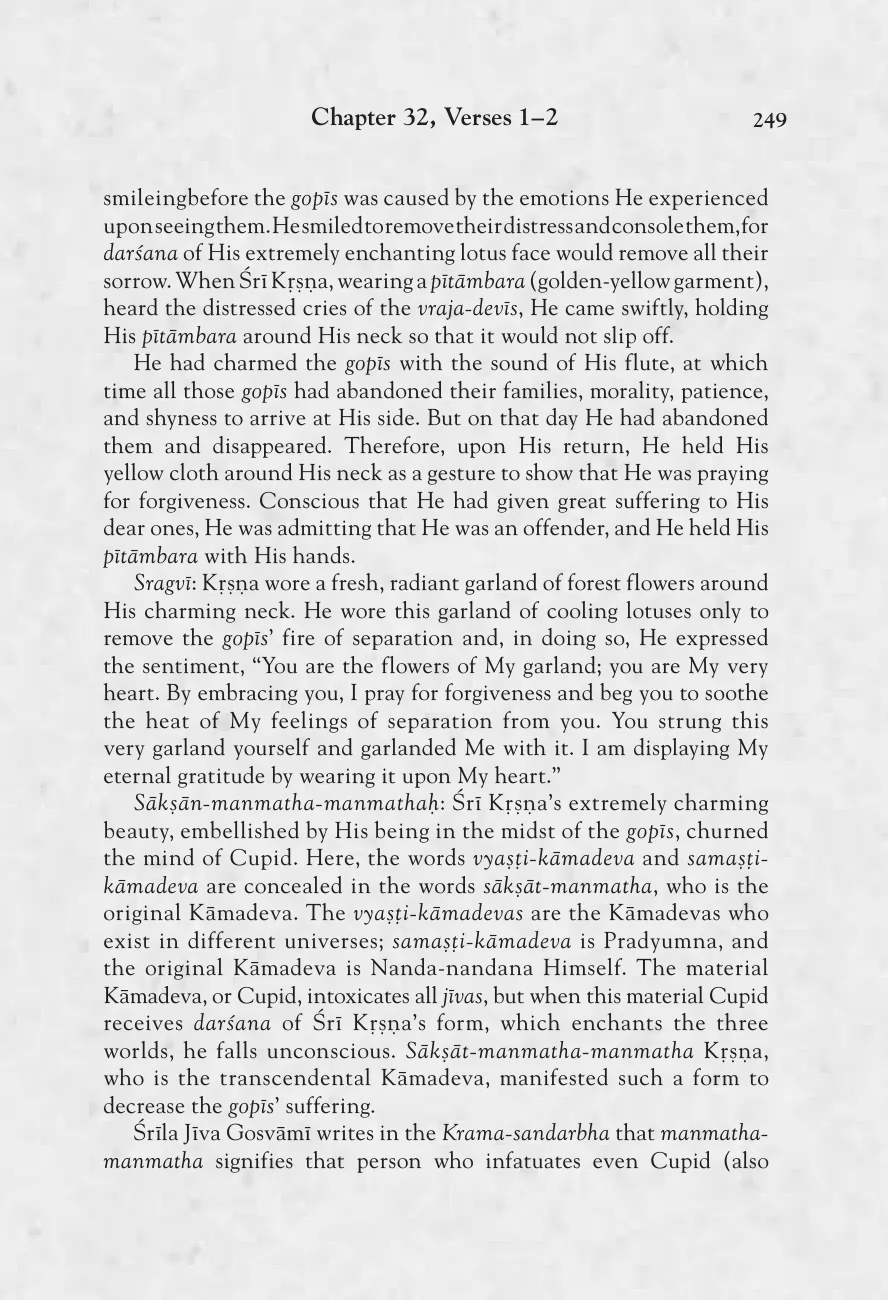 Chapter 32, Verses 1–2
249
smileingbefore the gopīs was caused by the emotions He experienced
uponseeingthem.Hesmiledtoremovetheirdistressandconsolethem,for
darśana of His extremely enchanting lotus face would remove all their
sorrow. When Śrī Kṛṣṇa, wearing a pītāmbara (golden-yellow garment),
heard the distressed cries of the vraja-devīs, He came swiftly, holding
His pītāmbara around His neck so that it would not slip off.
He had charmed the gopīs with the sound of His flute, at which
time all those gopīs had abandoned their families, morality, patience,
and shyness to arrive at His side. But on that day He had abandoned
them and disappeared. Therefore, upon His return, He held His
yellow cloth around His neck as a gesture to show that He was praying
for forgiveness. Conscious that He had given great suffering to His
dear ones, He was admitting that He was an offender, and He held His
pītāmbara with His hands.
Sragvī: Kṛṣṇa wore a fresh, radiant garland of forest flowers around
His charming neck. He wore this garland of cooling lotuses only to
remove the gopīs’ fire of separation and, in doing so, He expressed
the sentiment, “You are the flowers of My garland; you are My very
heart. By embracing you, I pray for forgiveness and beg you to soothe
the heat of My feelings of separation from you. You strung this
very garland yourself and garlanded Me with it. I am displaying My
eternal gratitude by wearing it upon My heart.”
Sākṣān-manmatha-manmathaḥ: Śrī Kṛṣṇa’s extremely charming
beauty, embellished by His being in the midst of the gopīs, churned
the mind of Cupid. Here, the words vyaṣṭi-kāmadeva and samaṣṭi-
kāmadeva are concealed in the words sākṣāt-manmatha, who is the
original Kāmadeva. The vyaṣṭi-kāmadevas are the Kāmadevas who
exist in different universes; samaṣṭi-kāmadeva is Pradyumna, and
the original Kāmadeva is Nanda-nandana Himself. The material
Kāmadeva, or Cupid, intoxicates all jīvas, but when this material Cupid
receives darśana of Śrī Kṛṣṇa’s form, which enchants the three
worlds, he falls unconscious. Sākṣāt-manmatha-manmatha Kṛṣṇa,
who is the transcendental Kāmadeva, manifested such a form to
decrease the gopīs’ suffering.
Śrīla Jīva Gosvāmī writes in the Krama-sandarbha that manmatha-
manmatha signifies that person who infatuates even Cupid (also